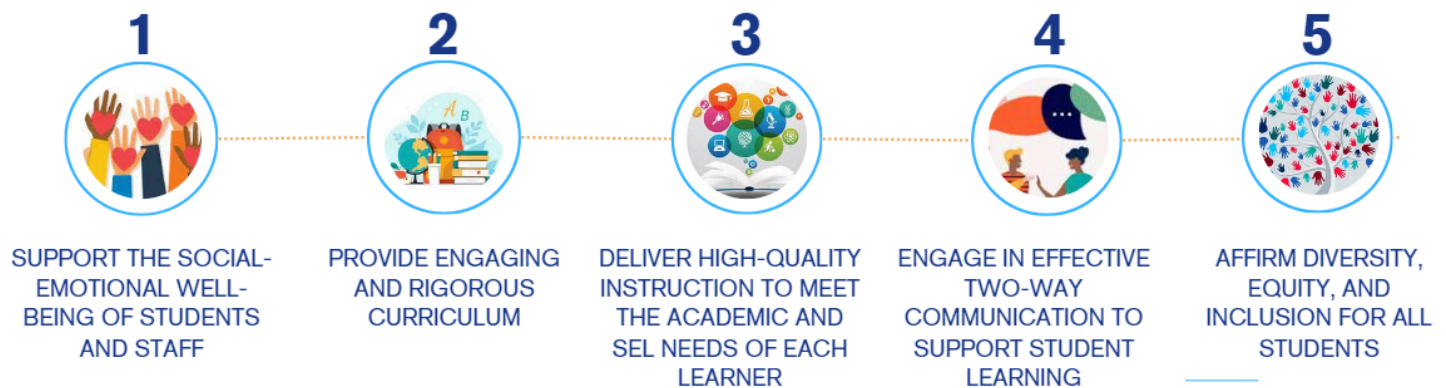 1
SUPPORT THE SOCIAL-
EMOTIONAL WELL-
BEING OF STUDENTS
AND STAFF
2
A B
PROVIDE ENGAGING
AND RIGOROUS
CURRICULUM
3
DELIVER HIGH-QUALITY
INSTRUCTION TO MEET
THE ACADEMIC AND
SEL NEEDS OF EACH
LEARNER
4
ENGAGE IN EFFECTIVE
TWO-WAY
COMMUNICATION TO
SUPPORT STUDENT
LEARNING
5
AFFIRM DIVERSITY,
EQUITY, AND
INCLUSION FOR ALL
STUDENTS